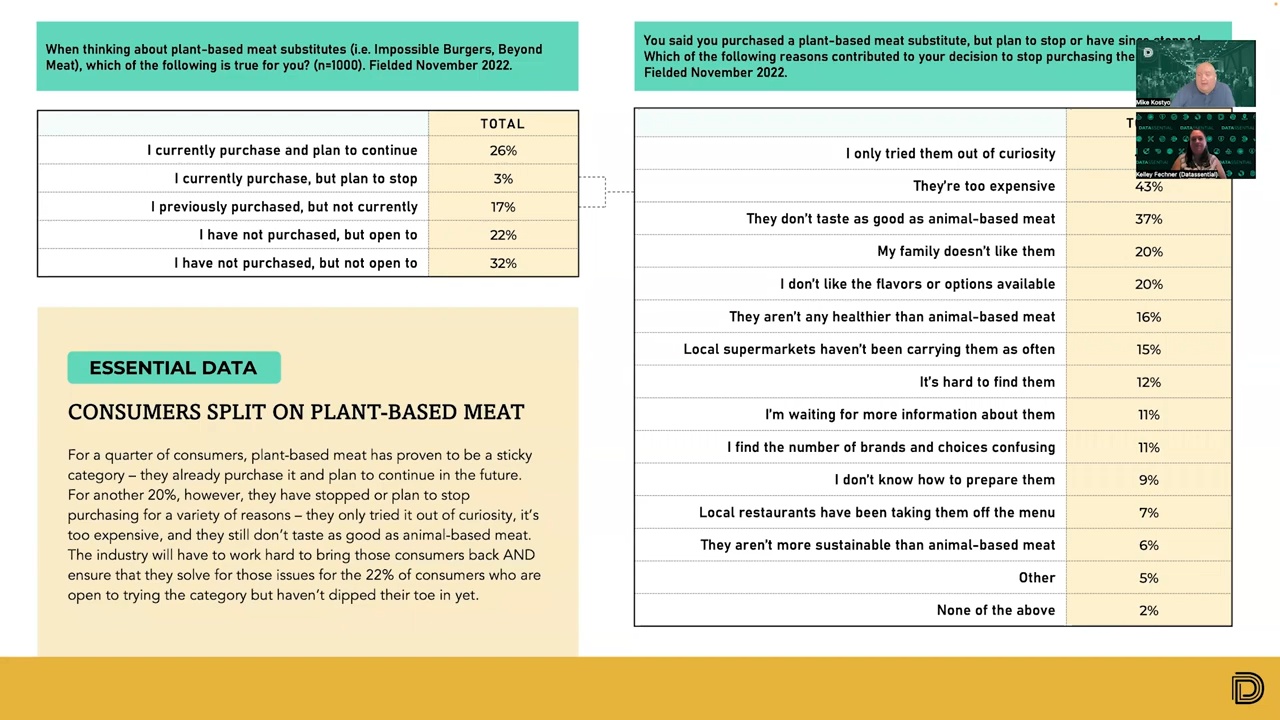 When thinking about plant-based meat substitutes (i.e. Impossible Burgers, Beyond
Meat), which of the following is true for you? (n=1000). Fielded November 2022.
TOTAL
I currently purchase and plan to continue 26%
I currently purchase, but plan to stop 3%
I previously purchased, but not currently 17%
I have not purchased, but open to 22%
I have not purchased, but not open to 32%
ESSENTIAL DATA
CONSUMERS SPLIT ON PLANT-BASED MEAT
For a quarter of consumers, plant-based meat has proven to be a sticky
category – they already purchase it and plan to continue in the future.
For another 20%, however, they have stopped or plan to stop
purchasing for a variety of reasons – they only tried it out of curiosity, it's
too expensive, and they still don't taste as good as animal-based meat.
The industry will have to work hard to bring those consumers back AND
ensure that they solve for those issues for the 22% of consumers who are
open to trying the category but haven't dipped their toe in yet.
You said you purchased a plant-based meat substitute, but plan to stop or have since stopped.
Which of the following reasons contributed to your decision to stop purchasing
Fielded November 2022.
I only tried them out of curiosity
They're too expensive 43%
They don't taste as good as animal-based meat 37%
My family doesn't like them 20%
I don't like the flavors or options available 20%
They aren't any healthier than animal-based meat 16%
Local supermarkets haven't been carrying them as often 15%
It's hard to find them 12%
I'm waiting for more information about them 11%
I find the number of brands and choices confusing 11%
I don't know how to prepare them 9%
Local restaurants have been taking them off the menu 7%
They aren't more sustainable than animal-based meat 6%
Other 5%
None of the above 2%
Mike Kostyo
DATASSENTIAL
Kelley Fechner (Datassential)